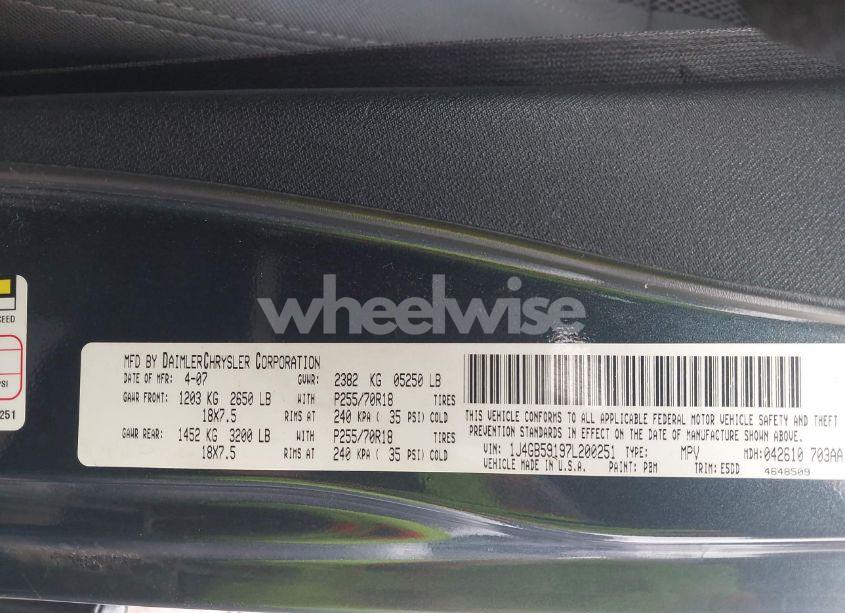 wheelwise
CEED
PSI
251
MFD BY DAIMLERCHRYSLER CORPORATION
DATE OF MFR: 4-07 GVWR: 2382 KG 05250 LB
GAWR FRONT: 1203 KG 2650 LB WITH P255/70R18 TIRES
18X7.5 RIMS AT 240 KPA ( 35 PSI) COLD
GAWR REAR: 1452 KG 3200 LB WITH P255/70R18 TIRES
18X7.5 RIMS AT 240 KPA ( 35 PSI) COLD
THIS VEHICLE CONFORMS TO ALL APPLICABLE FEDERAL MOTOR VEHICLE SAFETY AND THEFT
PREVENTION STANDARDS IN EFFECT ON THE DATE OF MANUFACTURE SHOWN ABOVE.
VIN: 1J4GB59197L200251 TYPE: MPV MDH: 042610 703AA
VEHICLE MADE IN U.S.A. PAINT: PBM TRIM: E5DD 4648509